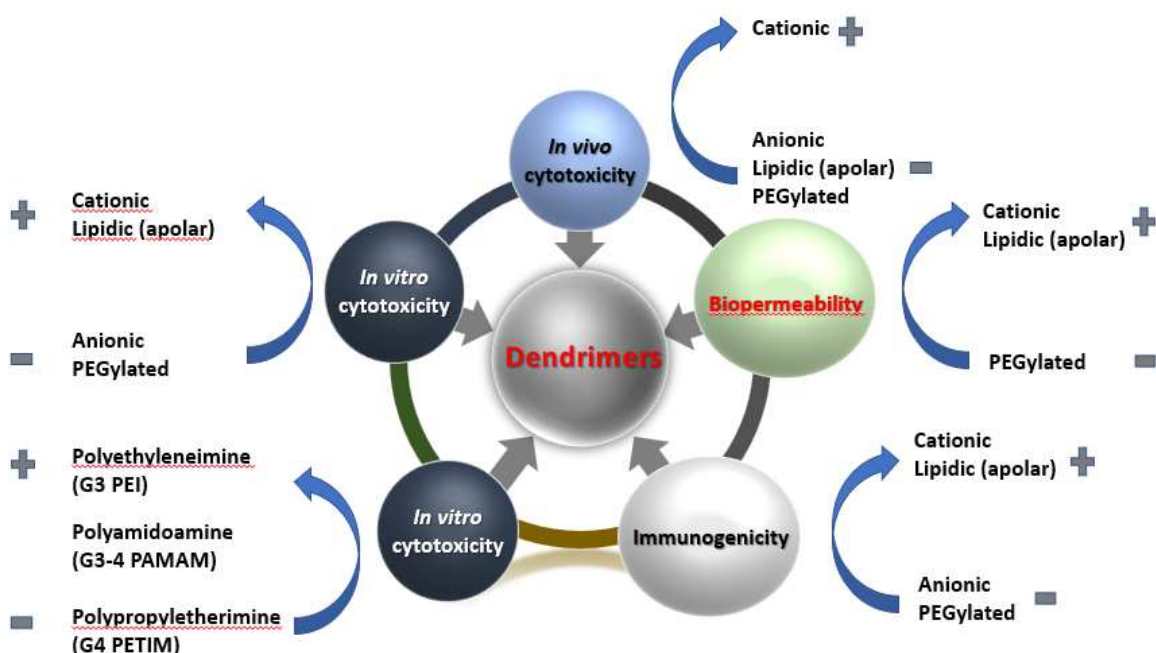 Cationic +
Anionic
Lipidic (apolar) -
PEGylated
In vivo
cytotoxicity
+ Cationic
Lipidic (apolar)
- Anionic
PEGylated
In vitro
cytotoxicity
Biopermeability
Cationic
Lipidic (apolar) +
PEGylated -
Dendrimers
+ Polyethyleneimine
(G3 PEI)
Polyamidoamine
(G3-4 PAMAM)
- Polypropyletherimine
(G4 PETIM)
In vitro
cytotoxicity
Immunogenicity
Cationic
Lipidic (apolar) +
Anionic
PEGylated -